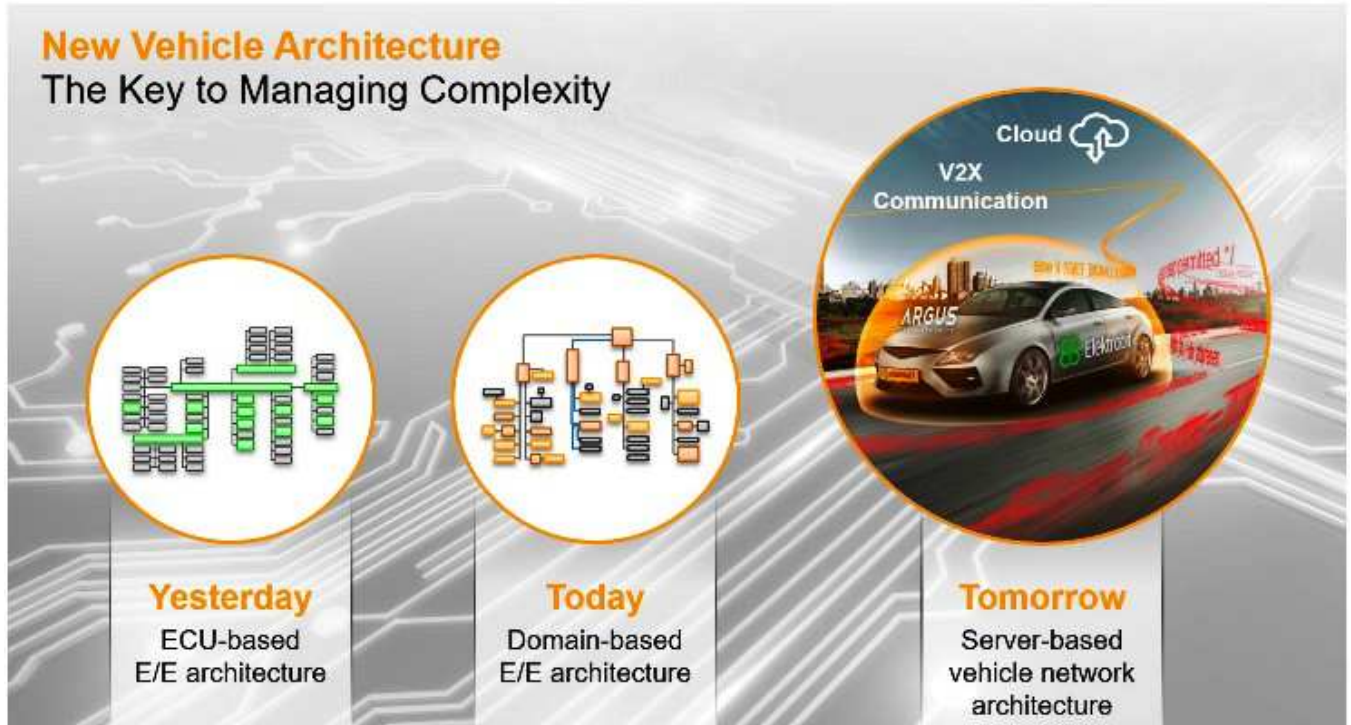 New Vehicle Architecture
The Key to Managing Complexity
Cloud
V2X
Communication
ARGUS
Elektrobit
Yesterday
ECU-based
E/E architecture
Today
Domain-based
E/E architecture
Tomorrow
Server-based
vehicle network
architecture